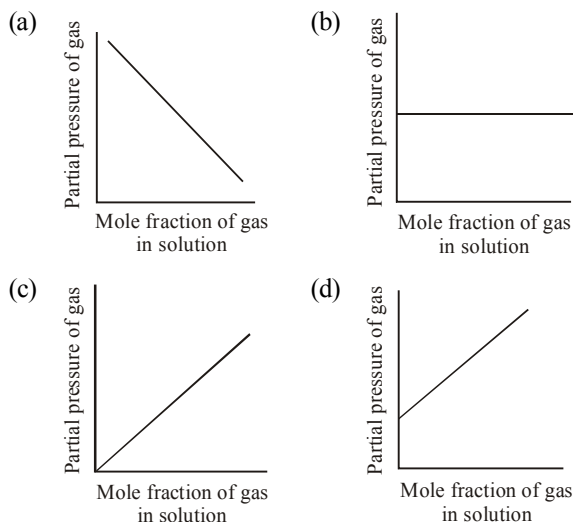 (a)
Partial pressure of gas
Mole fraction of gas
in solution
(b)
Partial pressure of gas
Mole fraction of gas
in solution
(c)
Partial pressure of gas
Mole fraction of gas
in solution
(d)
Partial pressure of gas
Mole fraction of gas
in solution